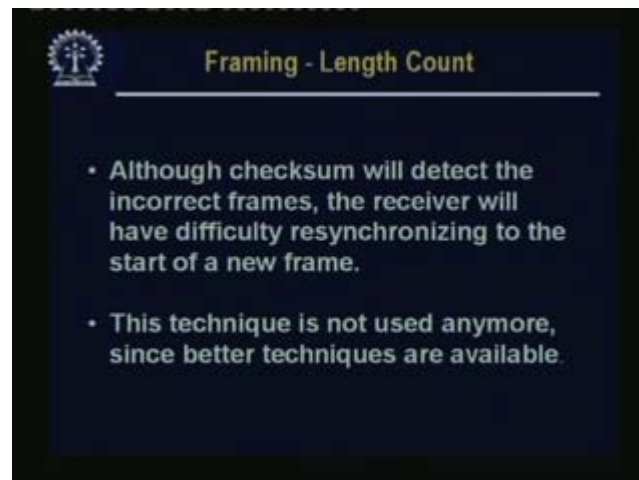 Framing - Length Count
• Although checksum will detect the
incorrect frames, the receiver will
have difficulty resynchronizing to the
start of a new frame.
• This technique is not used anymore,
since better techniques are available.